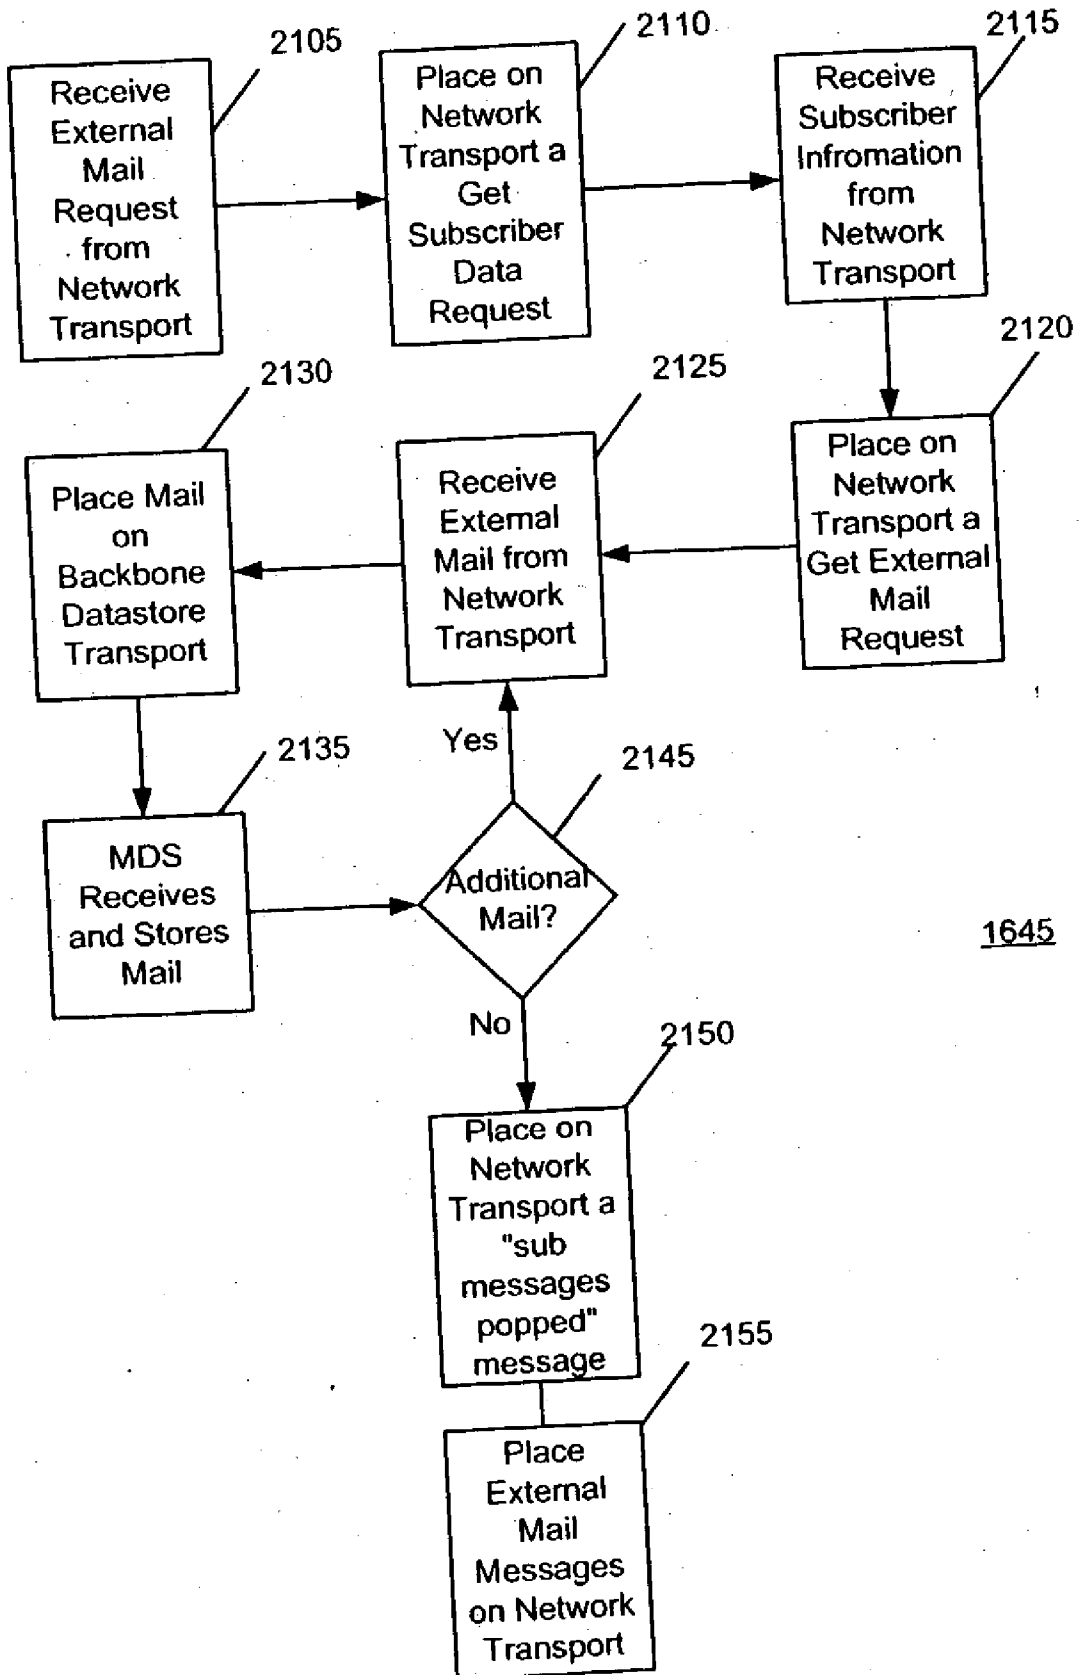 2105
Receive
External
Mail
Request
from
Network
Transport
2110
Place on
Network
Transport a
Get
Subscriber
Data
Request
2115
Receive
Subscriber
Infromation
from
Network
Transport
2120
Place on
Network
Transport a
Get External
Mail
Request
2125
Receive
External
Mail from
Network
Transport
2130
Place Mail
on
Backbone
Datastore
Transport
2135
MDS
Receives
and Stores
Mail
Yes
2145
Additional
Mail?
1645
No
2150
Place on
Network
Transport a
"sub
messages
popped"
message
2155
Place
External
Mail
Messages
on Network
Transport